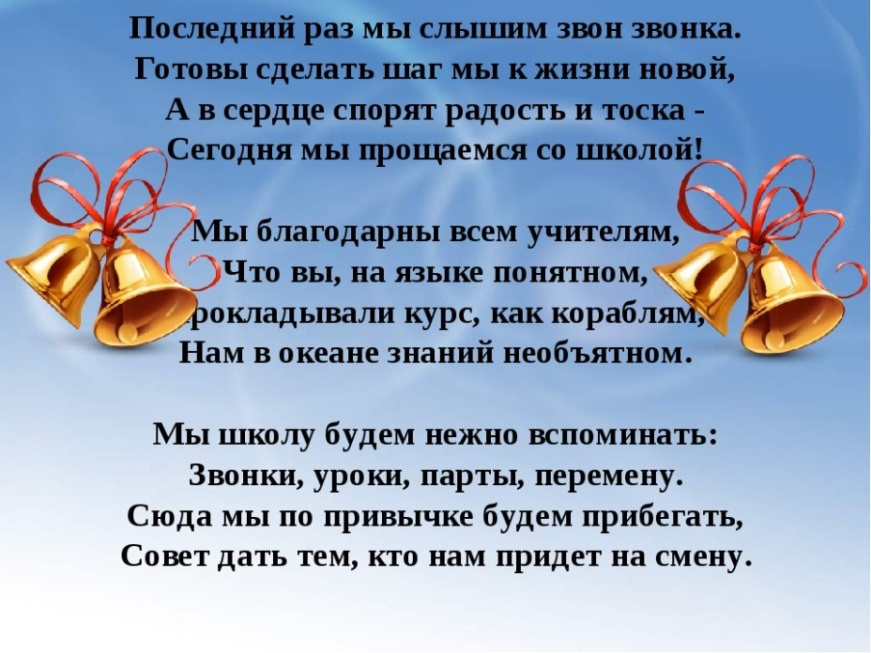 Последний раз мы слышим звон звонка.
Готовы сделать шаг мы к жизни новой,
А в сердце спорят радость и тоска -
Сегодня мы прощаемся со школой!
Мы благодарны всем учителям,
Что вы, на языке понятном,
рокладывали курс, как кораблям,
Нам в океане знаний необъятном.
Мы школу будем нежно вспоминать:
Звонки, уроки, парты, перемену.
Сюда мы по привычке будем прибегать,
Совет дать тем, кто нам придет на смену.